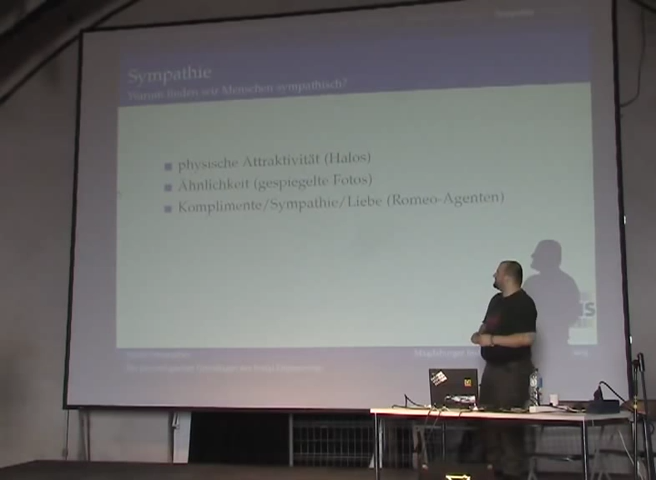 Sympathie
Warum finden wir Menschen sympathisch?
physische Attraktivität (Halos)
Ähnlichkeit (gespiegelte Fotos)
Komplimente/Sympathie/Liebe (Romeo-Agenten)